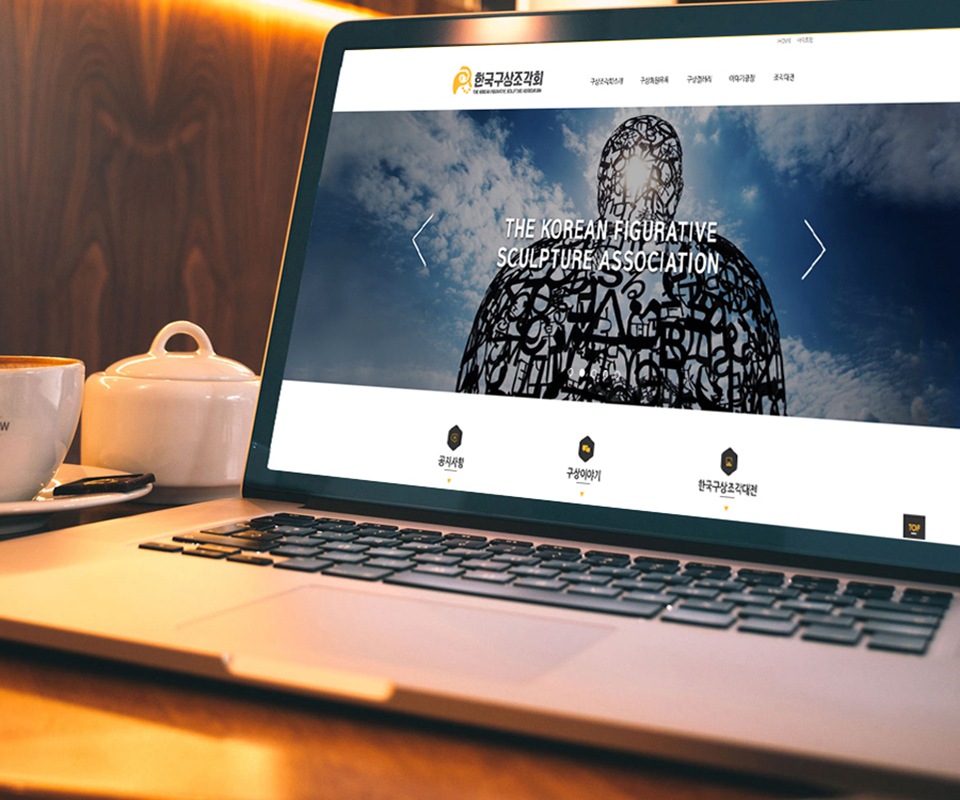 HOME 사이트맵
한국구상조각회
THE KOREAN FIGURATIVE SCULPTURE ASSOCIATION
구상조각회소개 구상회원목록 구상갤러리 이야기광장 조각대전
THE KOREAN FIGURATIVE
SCULPTURE ASSOCIATION
공지사항
구상이야기
한국구상조각대전
TOP
W